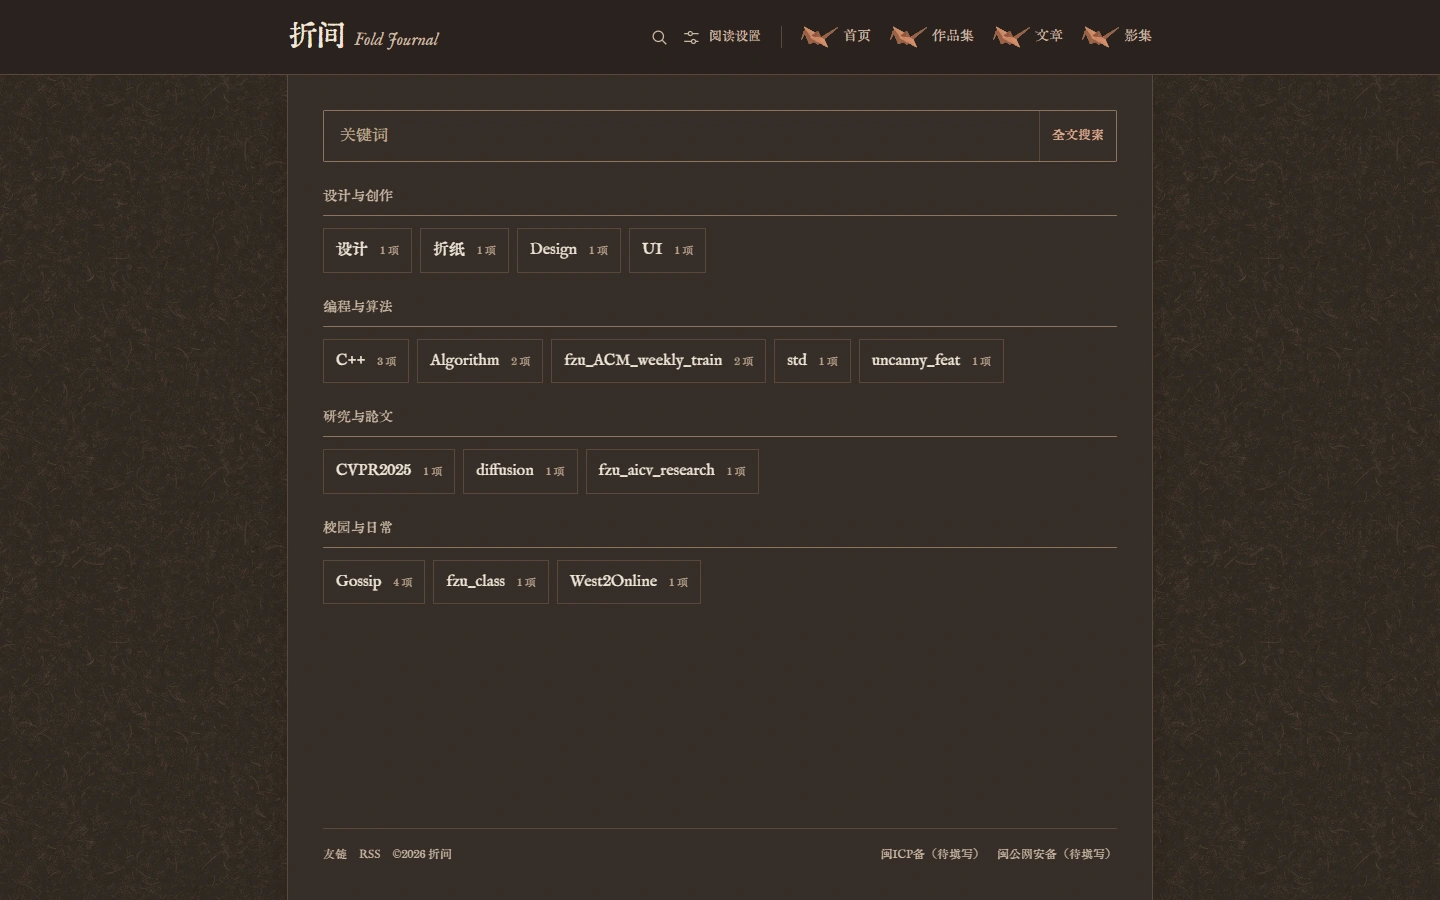 折间 Fold Journal 阅读设置 首页 作品集 文章 影集
关键词 全文搜索
设计与创作
设计 1 项 折纸 1 项 Design 1 项 UI 1 项
编程与算法
C++ 3 项 Algorithm 2 项 fzu_ACM_weekly_train 2 项 std 1 项 uncanny_feat 1 项
研究与论文
CVPR2025 1 项 diffusion 1 项 fzu_aicv_research 1 项
校园与日常
Gossip 4 项 fzu_class 1 项 West2Online 1 项
友链 RSS ©2026 折间 闽ICP备（待填写） 闽公网安备（待填写）